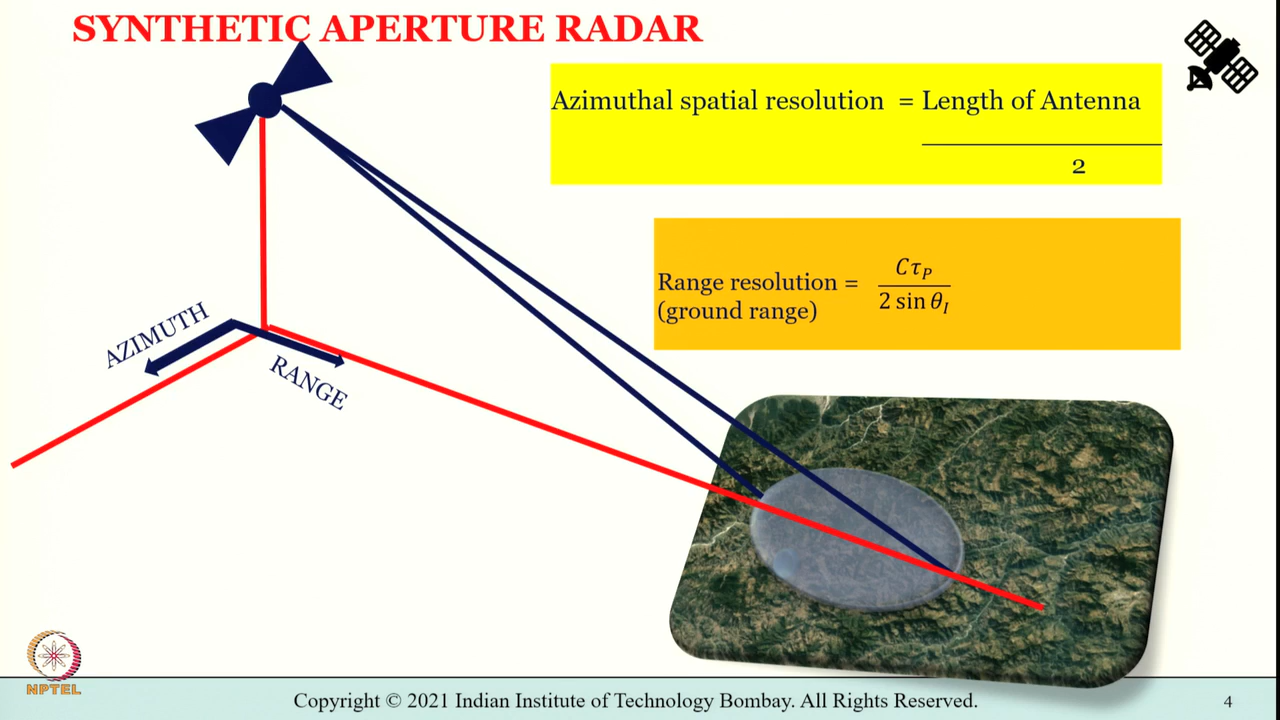 SYNTHETIC APERTURE RADAR
Azimuthal spatial resolution = Length of Antenna
2
Range resolution =
(ground range)
Cτ_P
2 sin θ_I
AZIMUTH
RANGE
NPTEL
Copyright © 2021 Indian Institute of Technology Bombay. All Rights Reserved.
4